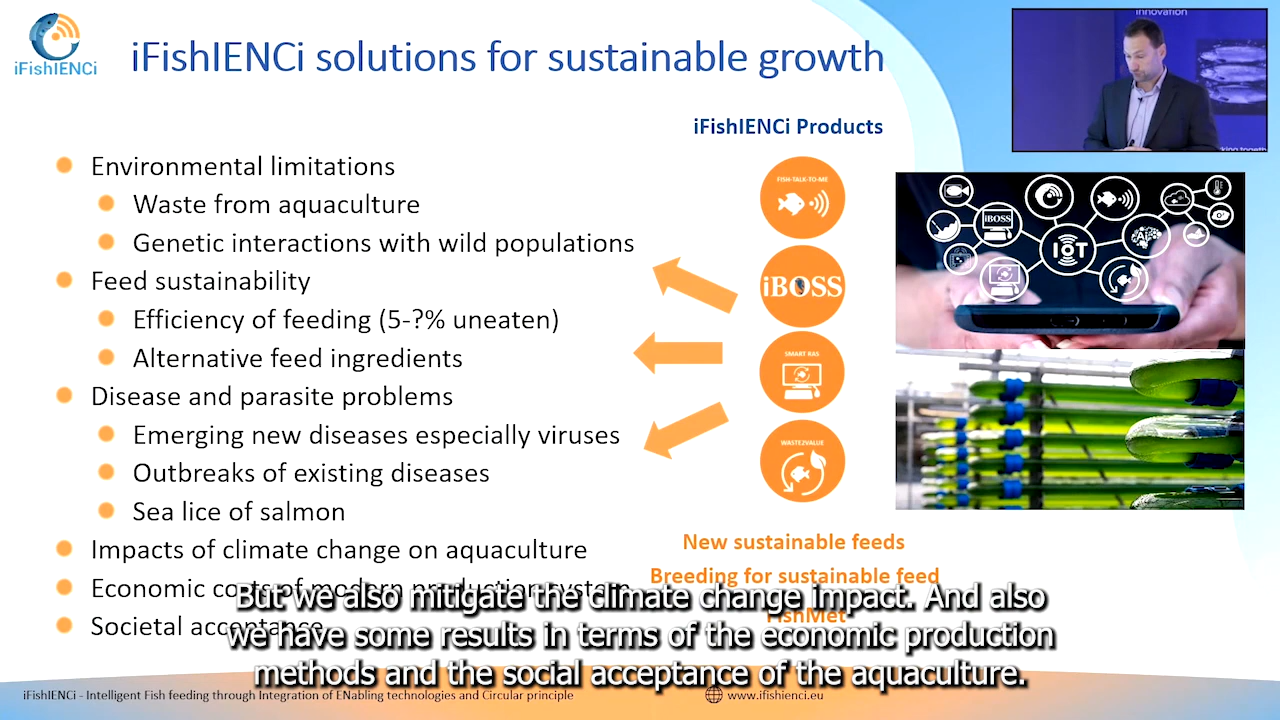 iFishIENCi
iFishIENCi solutions for sustainable growth
innovation
king together
iFishIENCi Products
Environmental limitations
Waste from aquaculture
Genetic interactions with wild populations
Feed sustainability
Efficiency of feeding (5-?% uneaten)
Alternative feed ingredients
Disease and parasite problems
Emerging new diseases especially viruses
Outbreaks of existing diseases
Sea lice of salmon
Impacts of climate change on aquaculture
Economic costs of modern production system
Societal acceptance
FISH-TALK-TO-ME
iBOSS
SMART RAS
WASTE2VALUE
iBOSS
IoT
Ai
New sustainable feeds
Breeding for sustainable feed
FishMet
But we also mitigate the climate change impact. And also
we have some results in terms of the economic production
methods and the social acceptance of the aquaculture.
iFishIENCi - Intelligent Fish feeding through Integration of ENabling technologies and Circular principle
www.ifishienci.eu